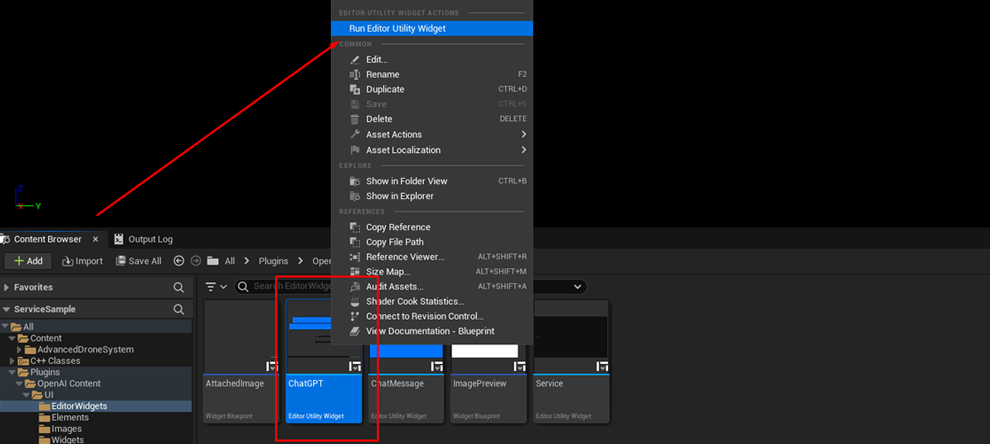 EDITOR UTILITY WIDGET ACTIONS
Run Editor Utility Widget
COMMON
Edit...
Rename F2
Duplicate CTRL+D
Save CTRL+S
Delete DELETE
Asset Actions
Asset Localization
EXPLORE
Show in Folder View CTRL+B
Show in Explorer
REFERENCES
Copy Reference
Copy File Path
Reference Viewer... ALT+SHIFT+R
Size Map... ALT+SHIFT+M
Audit Assets... ALT+SHIFT+A
Shader Cook Statistics...
Connect to Revision Control...
View Documentation - Blueprint
Z
X Y
Content Browser Output Log
Add Import Save All All Plugins Open
Favorites
Search EditorWidge
ServiceSample
All
Content
AdvancedDroneSystem
C++ Classes
Plugins
OpenAI Content
UI
EditorWidgets
Elements
Images
Widgets
AttachedImage
Widget Blueprint
ChatGPT
Editor Utility Widget
ChatMessage
Widget Blueprint
ImagePreview
Widget Blueprint
Service
Editor Utility Widget